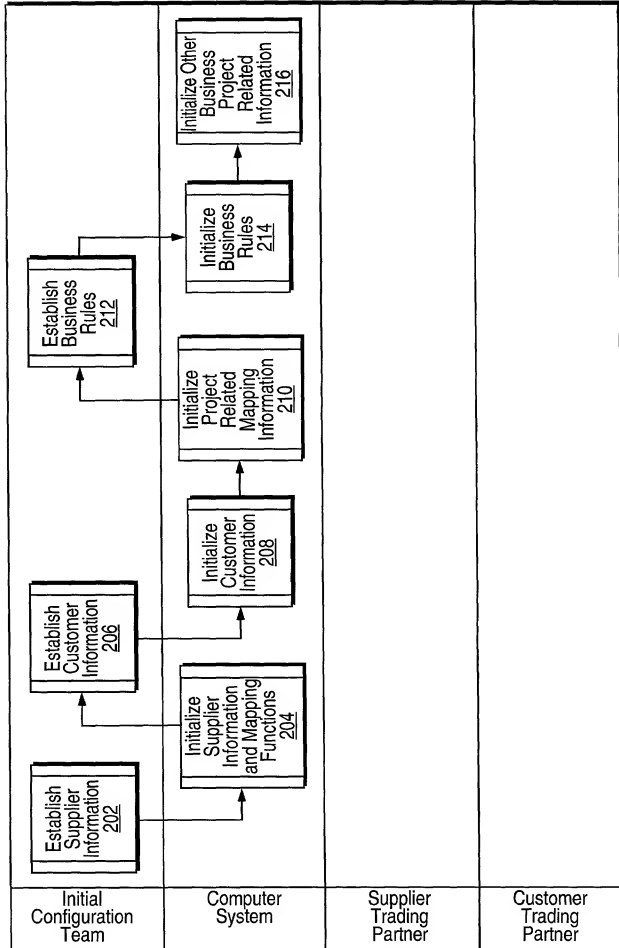 Initial
Configuration
Team
Establish
Supplier
Information
202
Establish
Customer
Information
206
Establish
Business
Rules
212
Computer
System
Initialize
Supplier
Information
and Mapping
Functions
204
Initialize
Customer
Information
208
Initialize
Project
Related
Mapping
Information
210
Initialize
Business
Rules
214
Initialize Other
Business
Project
Related
Information
216
Supplier
Trading
Partner
Customer
Trading
Partner